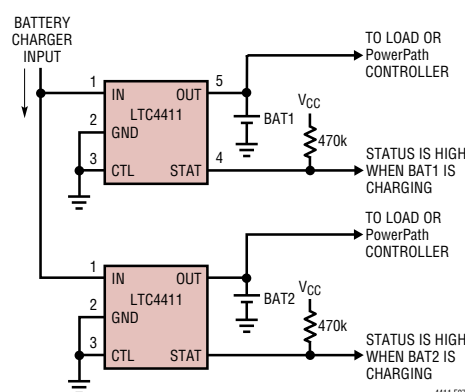 BATTERY
CHARGER
INPUT
1
IN
OUT
5
TO LOAD OR
PowerPath
CONTROLLER
LTC4411
2
GND
BAT1
VCC
470k
3
CTL
STAT
4
STATUS IS HIGH
WHEN BAT1 IS
CHARGING
TO LOAD OR
PowerPath
CONTROLLER
1
IN
OUT
LTC4411
2
GND
BAT2
VCC
470k
3
CTL
STAT
STATUS IS HIGH
WHEN BAT2 IS
CHARGING